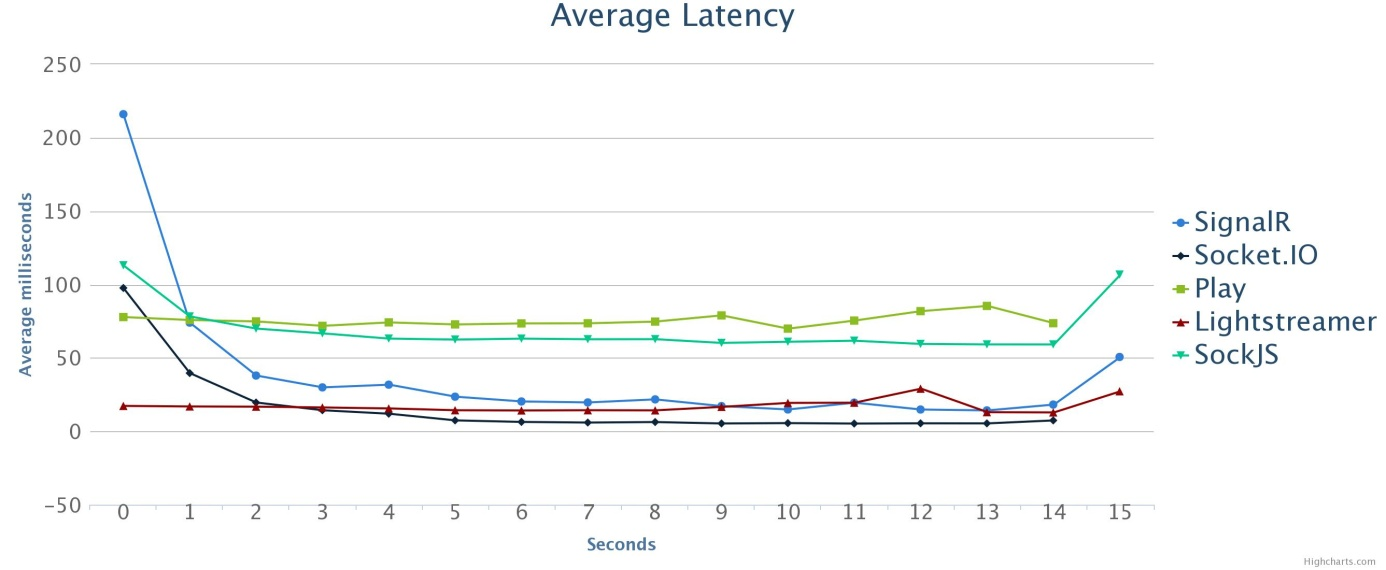 Average Latency
250
200
150
100
50
0
−50
Average milliseconds
0 1 2 3 4 5 6 7 8 9 10 11 12 13 14 15
Seconds
SignalR
Socket.IO
Play
Lightstreamer
SockJS
Highcharts.com